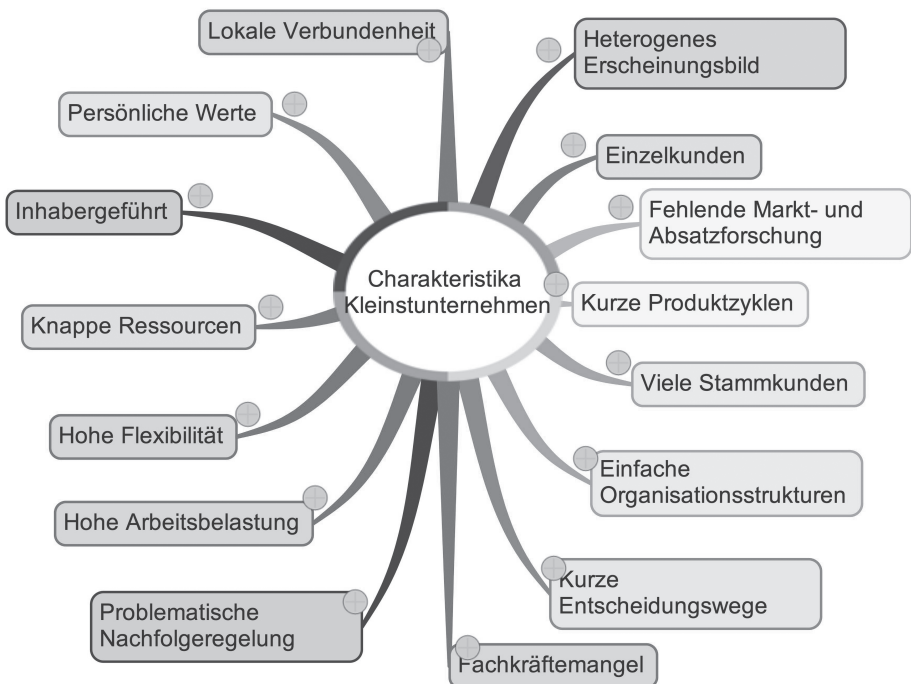 Charakteristika
Kleinstunternehmen
Heterogenes
Erscheinungsbild
Einzelkunden
Fehlende Markt- und
Absatzforschung
Kurze Produktzyklen
Viele Stammkunden
Einfache
Organisationsstrukturen
Kurze
Entscheidungswege
Fachkräftemangel
Problematische
Nachfolgeregelung
Hohe Arbeitsbelastung
Hohe Flexibilität
Knappe Ressourcen
Inhabergeführt
Persönliche Werte
Lokale Verbundenheit